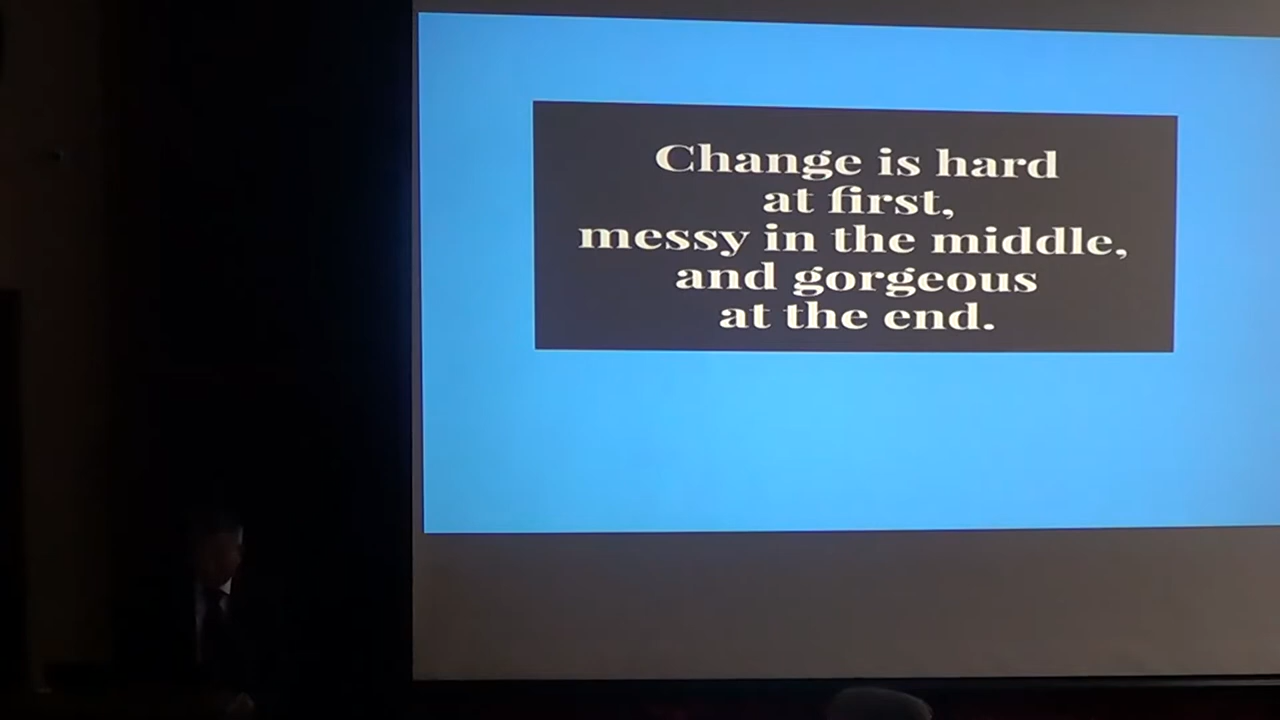 Change is hard
at first,
messy in the middle,
and gorgeous
at the end.